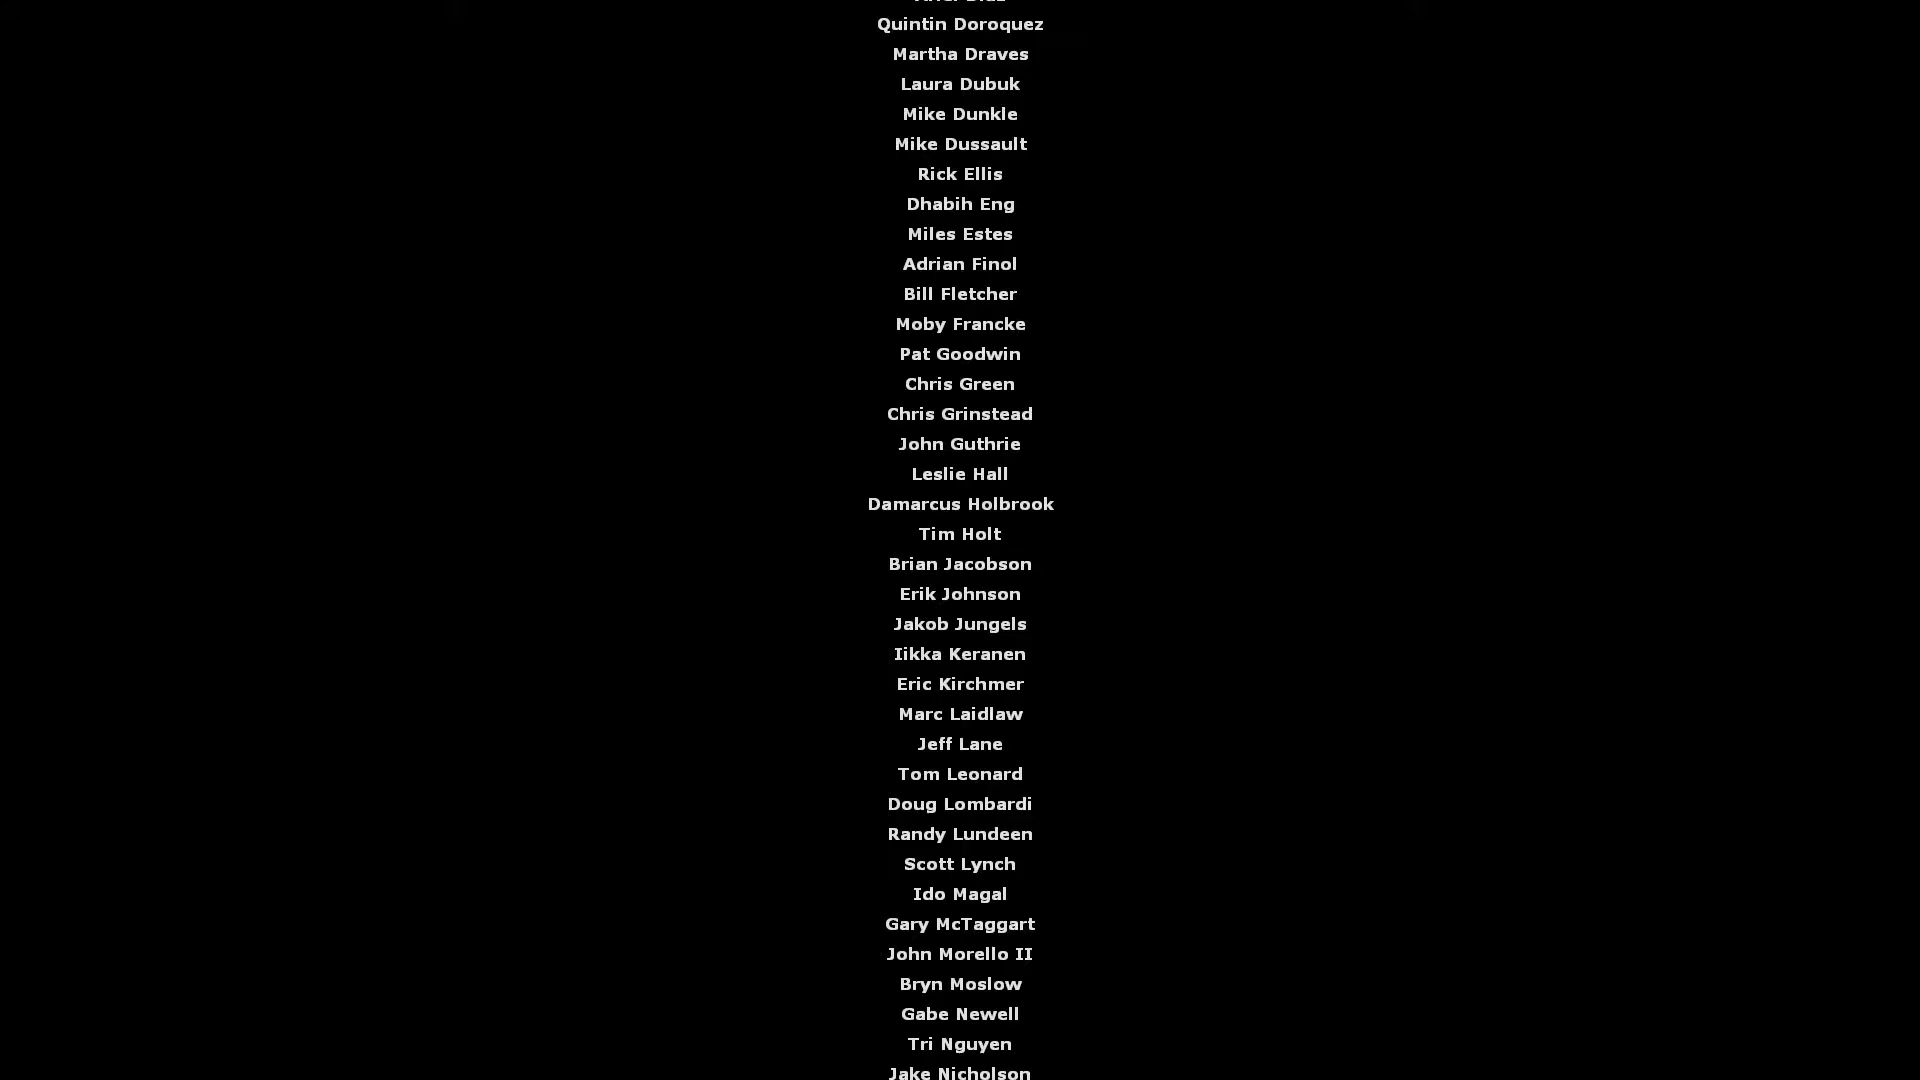 Quintin Doroquez
Martha Draves
Laura Dubuk
Mike Dunkle
Mike Dussault
Rick Ellis
Dhabih Eng
Miles Estes
Adrian Finol
Bill Fletcher
Moby Francke
Pat Goodwin
Chris Green
Chris Grinstead
John Guthrie
Leslie Hall
Damarcus Holbrook
Tim Holt
Brian Jacobson
Erik Johnson
Jakob Jungels
Iikka Keranen
Eric Kirchmer
Marc Laidlaw
Jeff Lane
Tom Leonard
Doug Lombardi
Randy Lundeen
Scott Lynch
Ido Magal
Gary McTaggart
John Morello II
Bryn Moslow
Gabe Newell
Tri Nguyen
Jake Nicholson